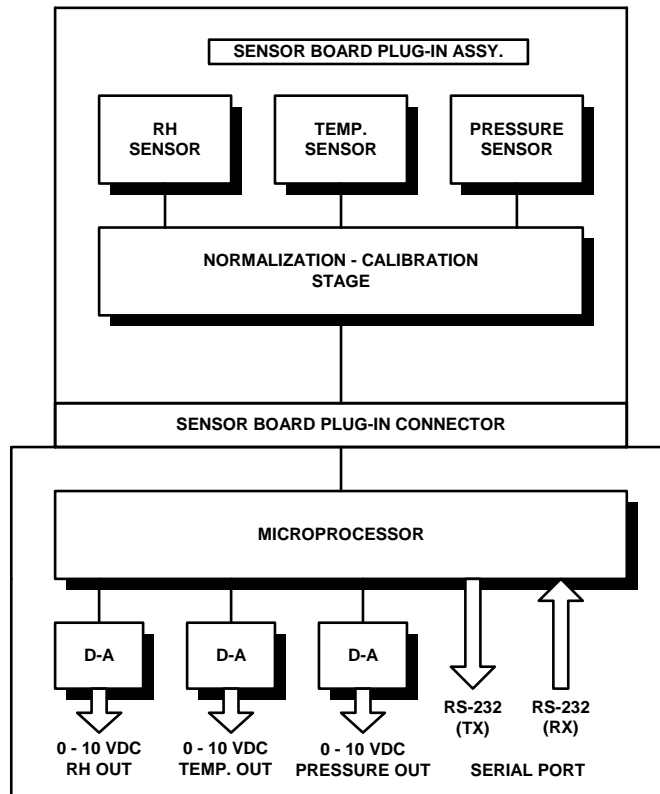 SENSOR BOARD PLUG-IN ASSY.
RH
SENSOR
TEMP.
SENSOR
PRESSURE
SENSOR
NORMALIZATION - CALIBRATION
STAGE
SENSOR BOARD PLUG-IN CONNECTOR
MICROPROCESSOR
D-A
D-A
D-A
0 - 10 VDC
RH OUT
0 - 10 VDC
TEMP. OUT
0 - 10 VDC
PRESSURE OUT
RS-232
(TX)
RS-232
(RX)
SERIAL PORT